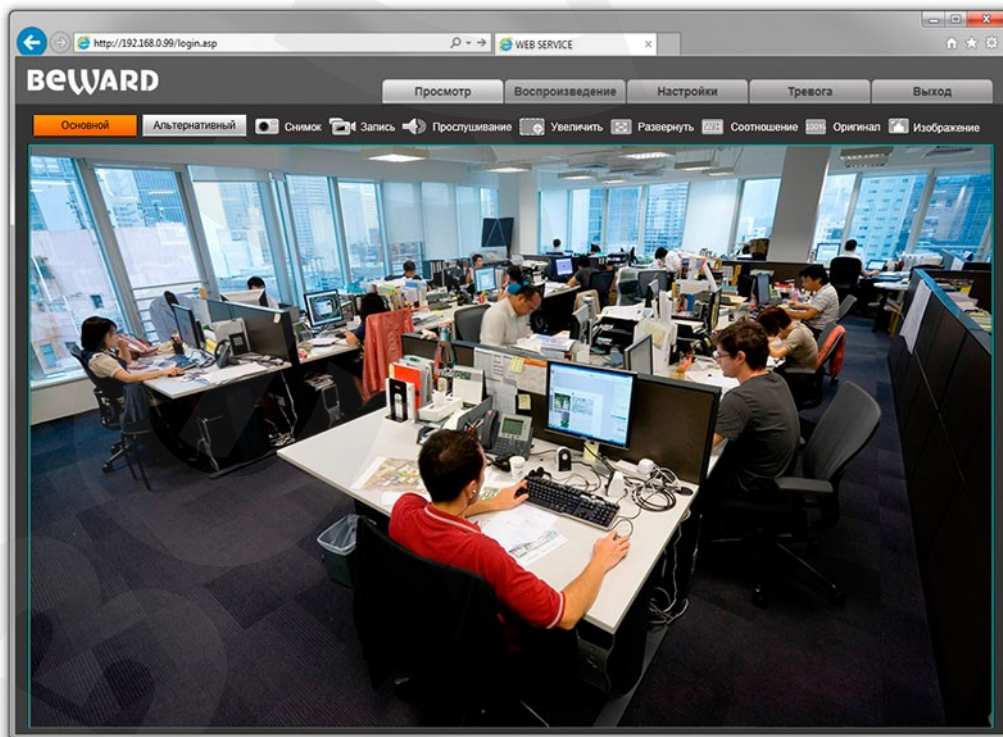 http://192.168.0.99/login.asp
WEB SERVICE
BEWARD
Просмотр Воспроизведение Настройки Тревога Выход
Основной Альтернативный Снимок Запись Прослушивание Увеличить Развернуть Соотношение 100% Оригинал Изображение